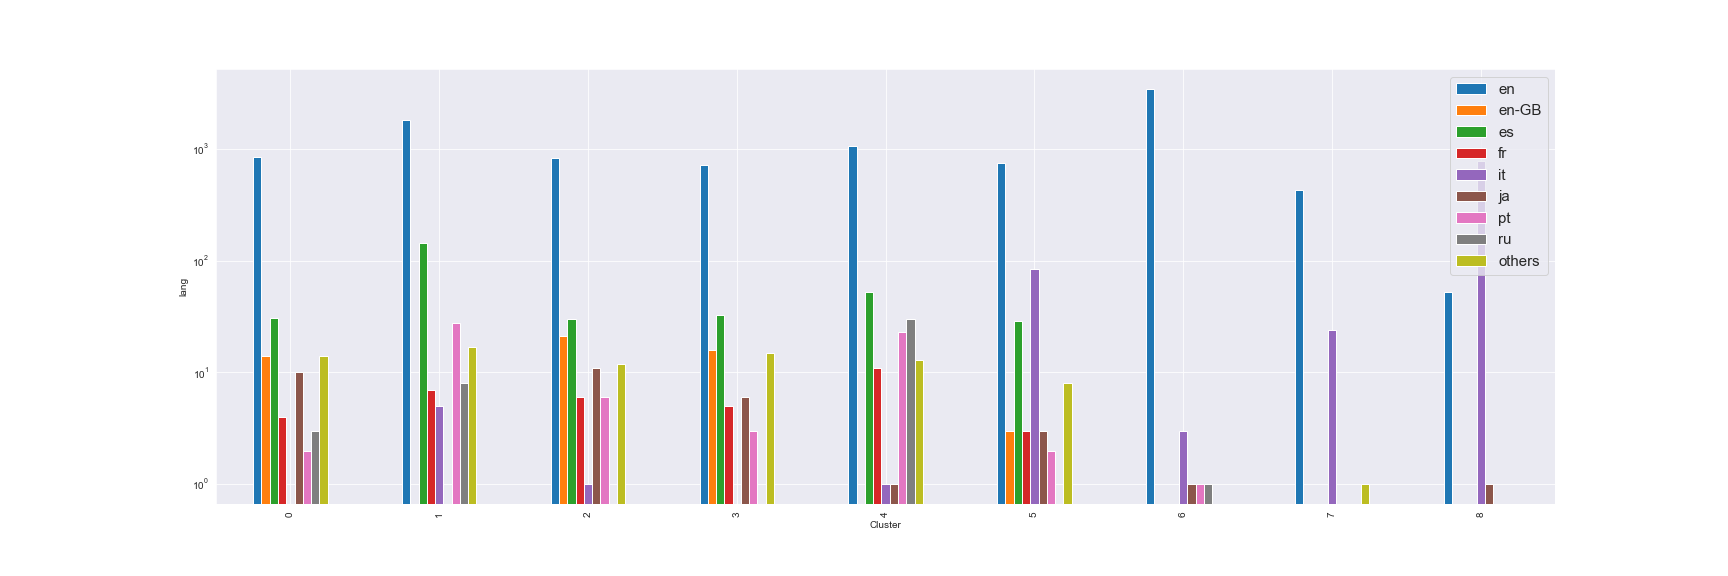 10³
10²
10¹
10⁰
lang
0
1
2
3
4
5
6
7
8
Cluster
en
en-GB
es
fr
it
ja
pt
ru
others